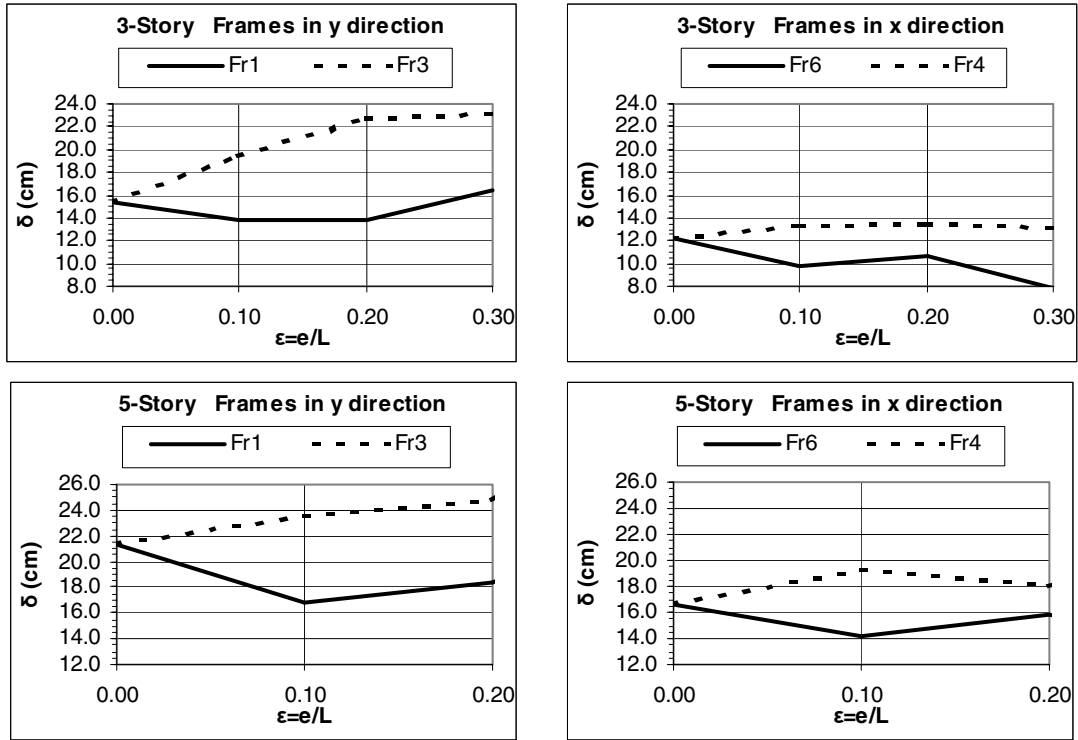 3-Story Frames in y direction
Fr1 Fr3
δ (cm)
24.0
22.0
20.0
18.0
16.0
14.0
12.0
10.0
8.0
0.00 0.10 0.20 0.30
ε=e/L
3-Story Frames in x direction
Fr6 Fr4
δ (cm)
24.0
22.0
20.0
18.0
16.0
14.0
12.0
10.0
8.0
0.00 0.10 0.20 0.30
ε=e/L
5-Story Frames in y direction
Fr1 Fr3
δ (cm)
26.0
24.0
22.0
20.0
18.0
16.0
14.0
12.0
0.00 0.10 0.20
ε=e/L
5-Story Frames in x direction
Fr6 Fr4
δ (cm)
26.0
24.0
22.0
20.0
18.0
16.0
14.0
12.0
0.00 0.10 0.20
ε=e/L